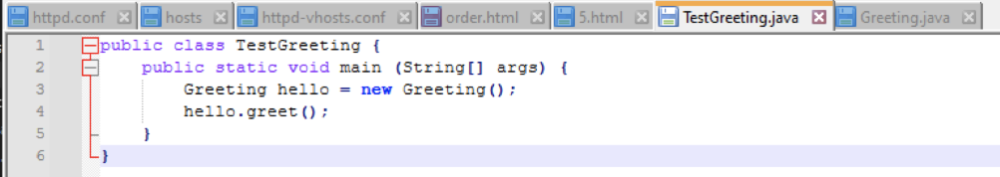 httpd.conf hosts httpd-vhosts.conf order.html 5.html TestGreeting.java Greeting.java
1 public class TestGreeting {
2 public static void main (String[] args) {
3 Greeting hello = new Greeting();
4 hello.greet();
5 }
6 }